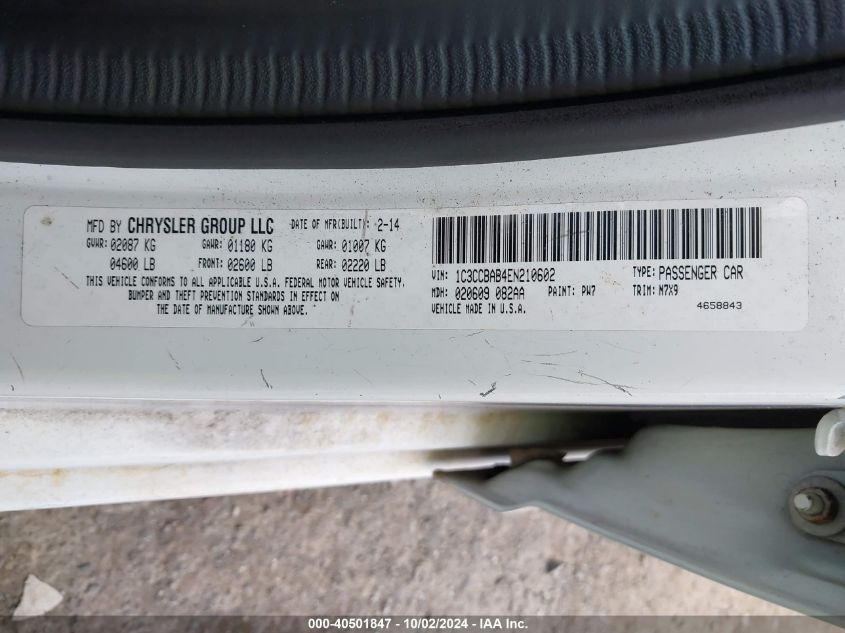 MFD BY CHRYSLER GROUP LLC DATE OF MFR(BUILT): 2-14
GVWR: 02087 KG GAWR: 01180 KG GAWR: 01007 KG
04600 LB FRONT: 02600 LB REAR: 02220 LB
THIS VEHICLE CONFORMS TO ALL APPLICABLE U.S.A. FEDERAL MOTOR VEHICLE SAFETY,
BUMPER AND THEFT PREVENTION STANDARDS IN EFFECT ON
THE DATE OF MANUFACTURE SHOWN ABOVE.
VIN: 1C3CCBAB4EN210602 TYPE: PASSENGER CAR
MDH: 020609 082AA PAINT: PW7 TRIM: N7X9
VEHICLE MADE IN U.S.A. 4658843
000-40501847 - 10/02/2024 - IAA Inc.